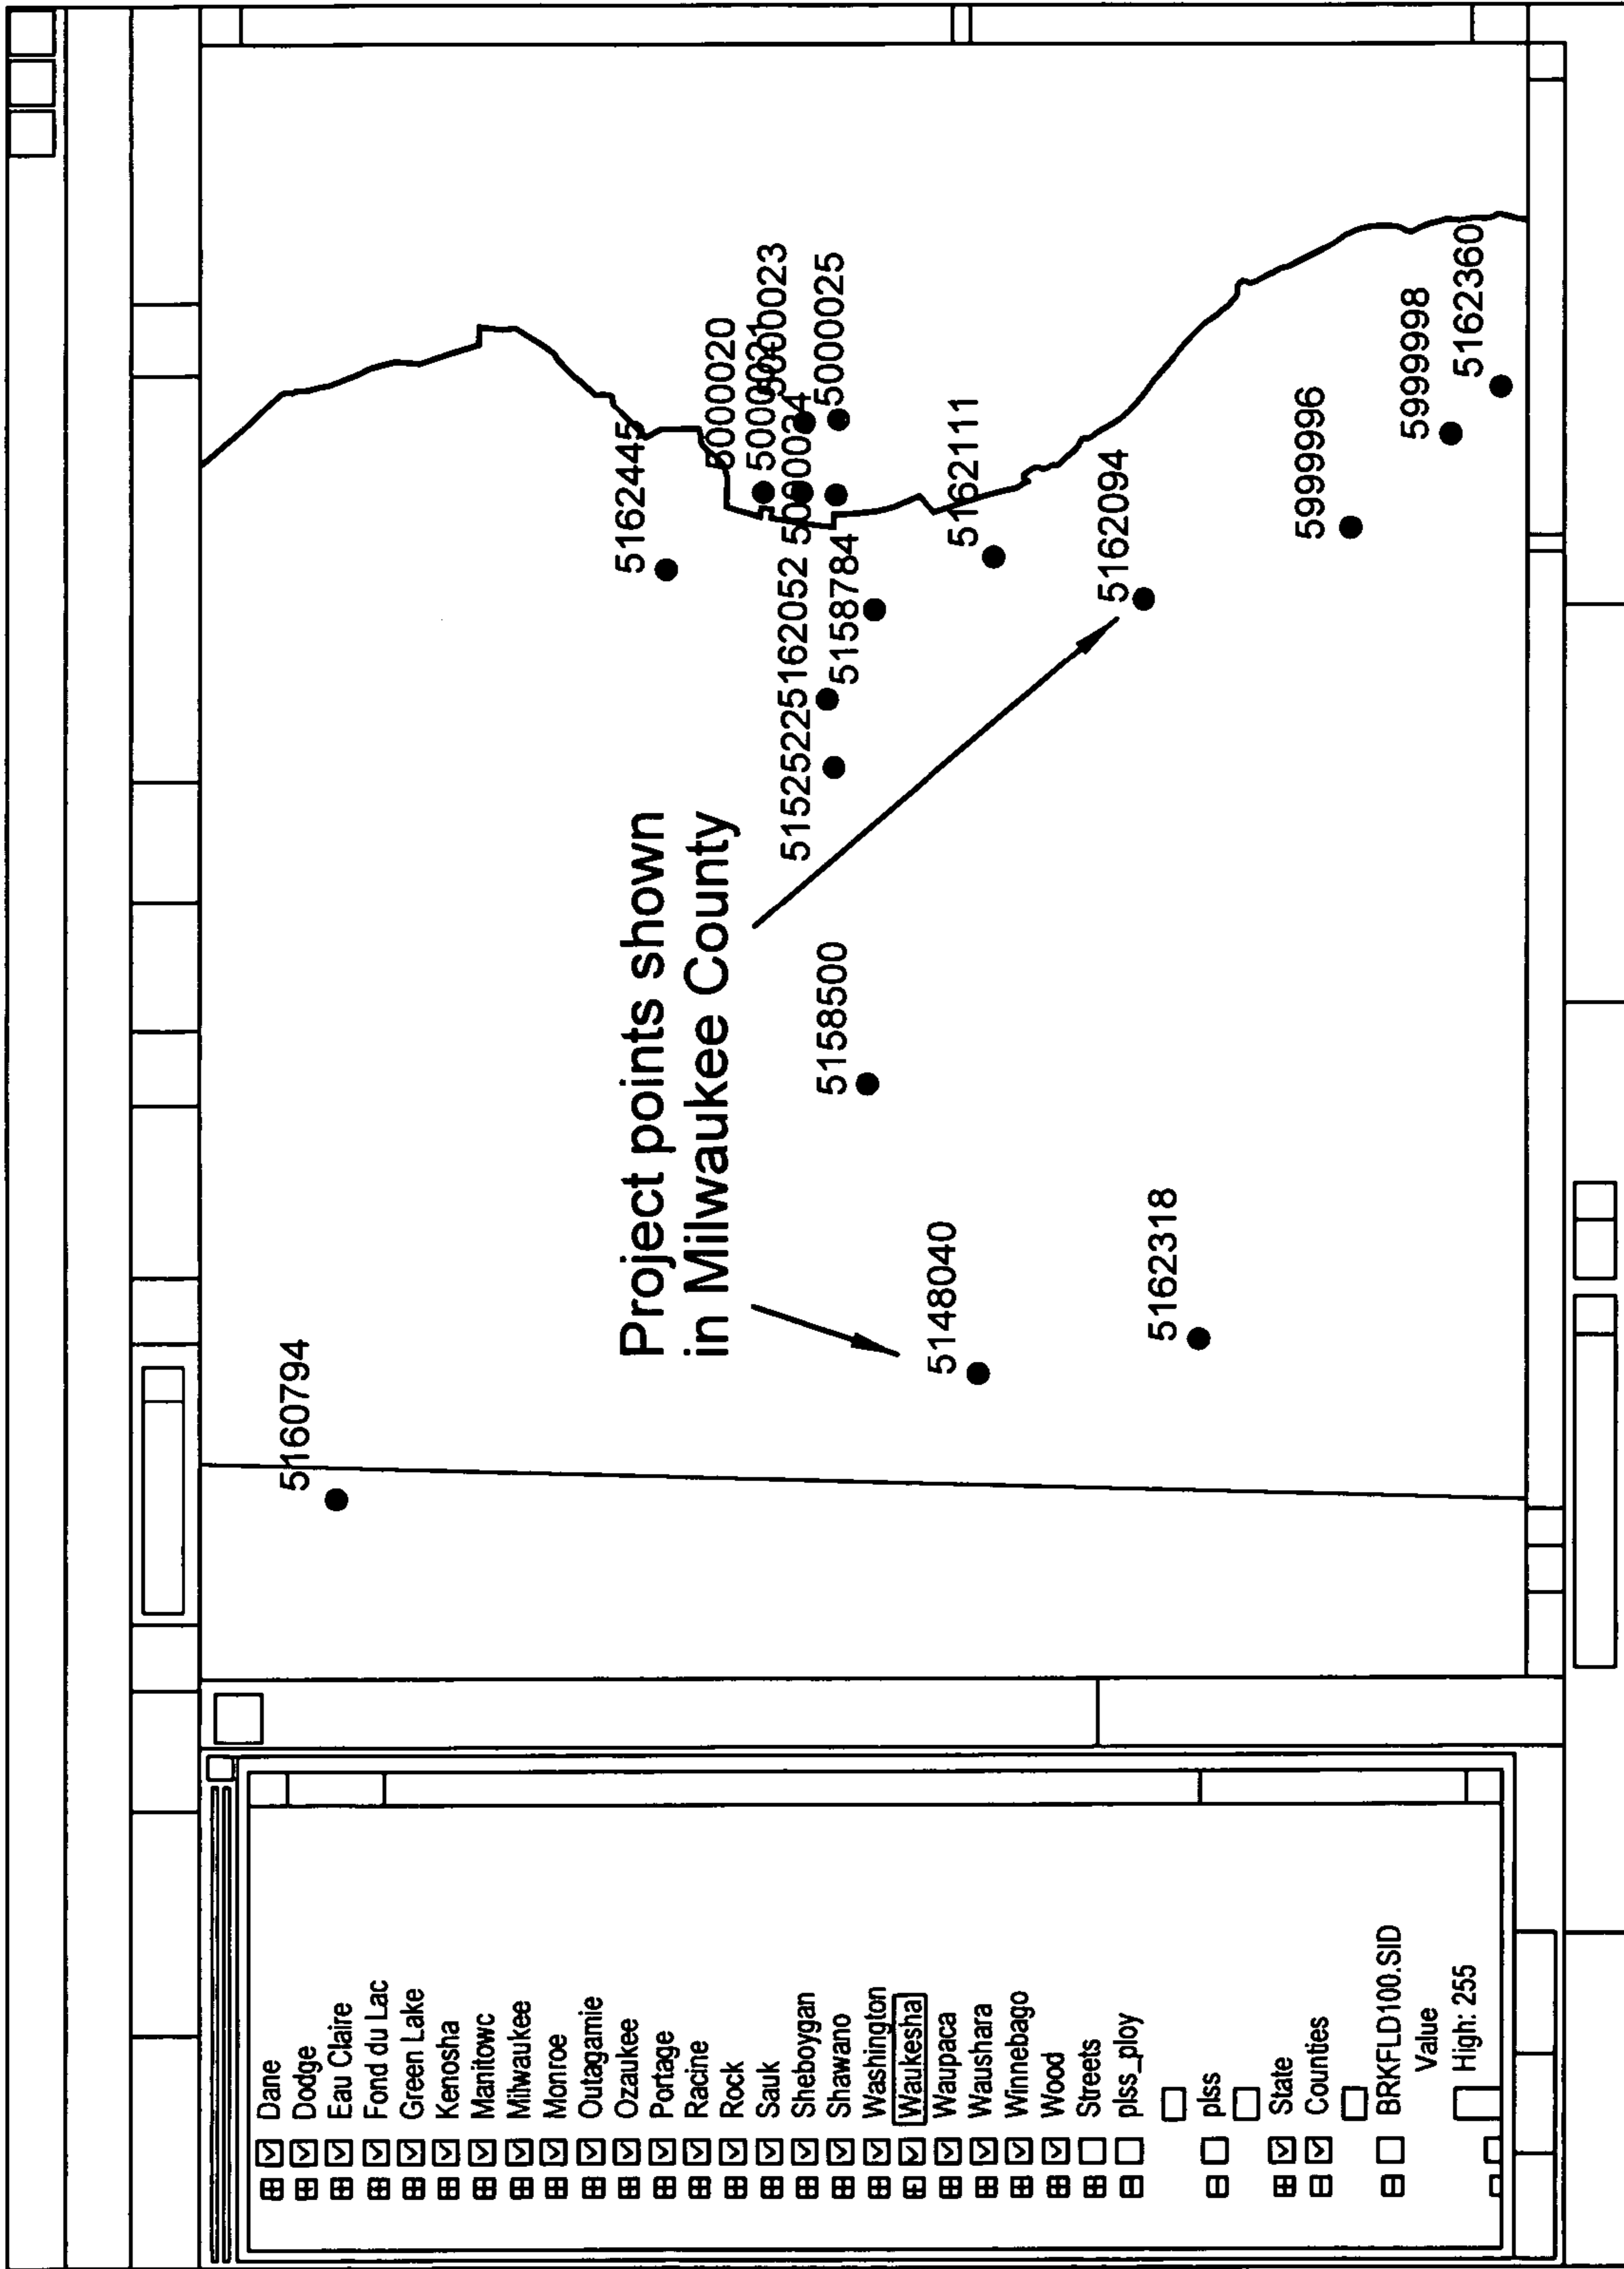 Dane
Dodge
Eau Claire
Fond du Lac
Green Lake
Kenosha
Manitowc
Milwaukee
Monroe
Outagamie
Ozaukee
Portage
Racine
Rock
Sauk
Sheboygan
Shawano
Washington
Waukesha
Waupaca
Waushara
Winnebago
Wood
Streets
plss_ploy
plss
State
Counties
BRKFLD100.SID
Value
High: 255
5160794
Project points shown
in Milwaukee County
5162445
5000020
5000021
5000023
5152522
5162052
5000024
5000025
5158500
5158784
5148040
5162111
5162094
5162318
5999996
5999998
5162360